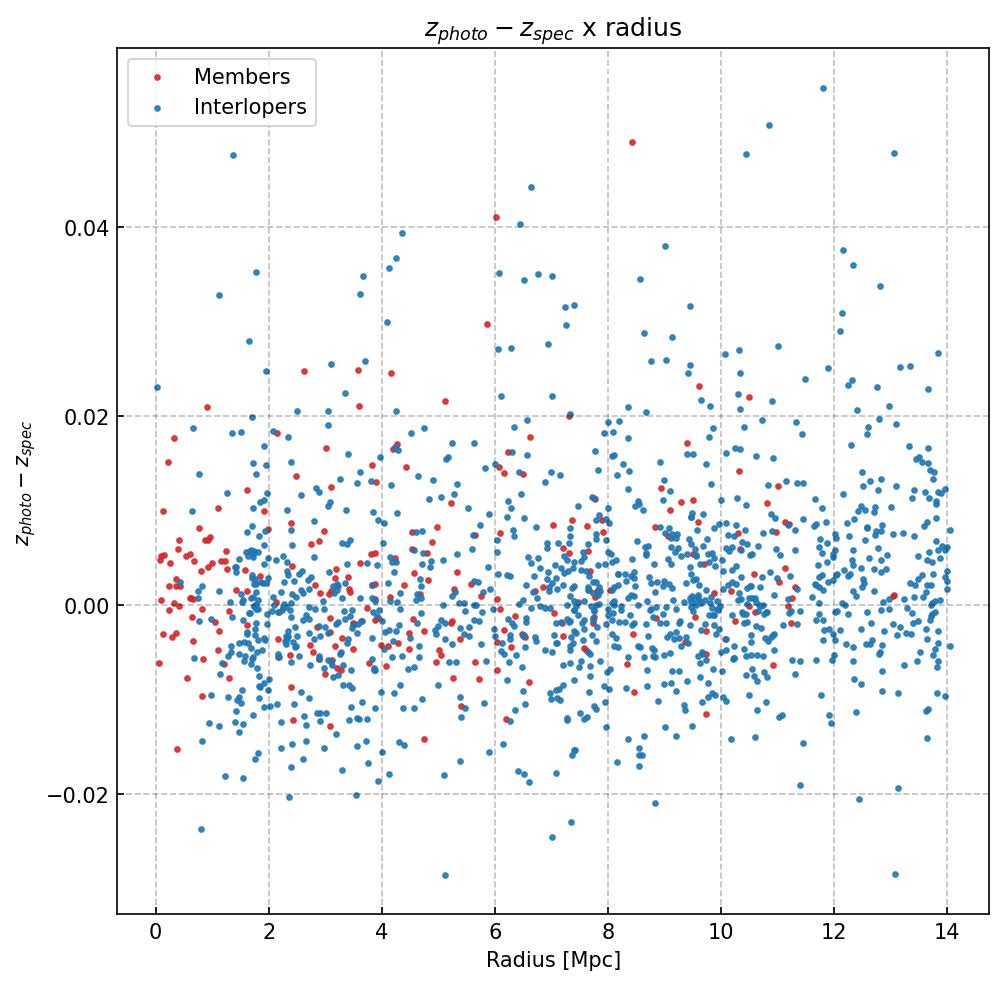 z_photo − z_spec x radius
Members
Interlopers
0.04
0.02
0.00
−0.02
z_photo − z_spec
0 2 4 6 8 10 12 14
Radius [Mpc]